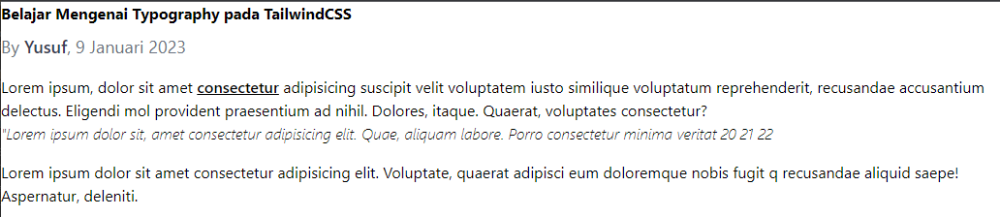 Belajar Mengenai Typography pada TailwindCSS
By Yusuf, 9 Januari 2023
Lorem ipsum, dolor sit amet consectetur adipisicing suscipit velit voluptatem iusto similique voluptatum reprehenderit, recusandae accusantium
delectus. Eligendi mol provident praesentium ad nihil. Dolores, itaque. Quaerat, voluptates consectetur?
"Lorem ipsum dolor sit, amet consectetur adipisicing elit. Quae, aliquam labore. Porro consectetur minima veritat 20 21 22
Lorem ipsum dolor sit amet consectetur adipisicing elit. Voluptate, quaerat adipisci eum doloremque nobis fugit q recusandae aliquid saepe!
Aspernatur, deleniti.